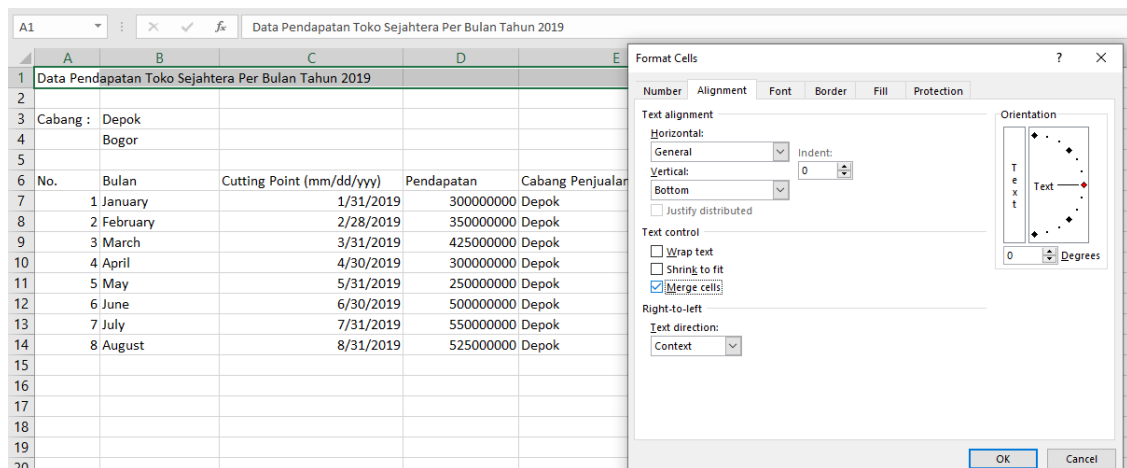 A1 fx Data Pendapatan Toko Sejahtera Per Bulan Tahun 2019
A B C D E
1 Data Pendapatan Toko Sejahtera Per Bulan Tahun 2019
2
3 Cabang : Depok
4 Bogor
5
6 No. Bulan Cutting Point (mm/dd/yyy) Pendapatan Cabang Penjualan
7 1 January 1/31/2019 300000000 Depok
8 2 February 2/28/2019 350000000 Depok
9 3 March 3/31/2019 425000000 Depok
10 4 April 4/30/2019 300000000 Depok
11 5 May 5/31/2019 250000000 Depok
12 6 June 6/30/2019 500000000 Depok
13 7 July 7/31/2019 550000000 Depok
14 8 August 8/31/2019 525000000 Depok
15
16
17
18
19
20
Format Cells ? X
Number Alignment Font Border Fill Protection
Text alignment
Horizontal:
General Indent:
Vertical: 0
Bottom
Justify distributed
Text control
Wrap text
Shrink to fit
Merge cells
Right-to-left
Text direction:
Context
Orientation
Text Text
0 Degrees
OK Cancel